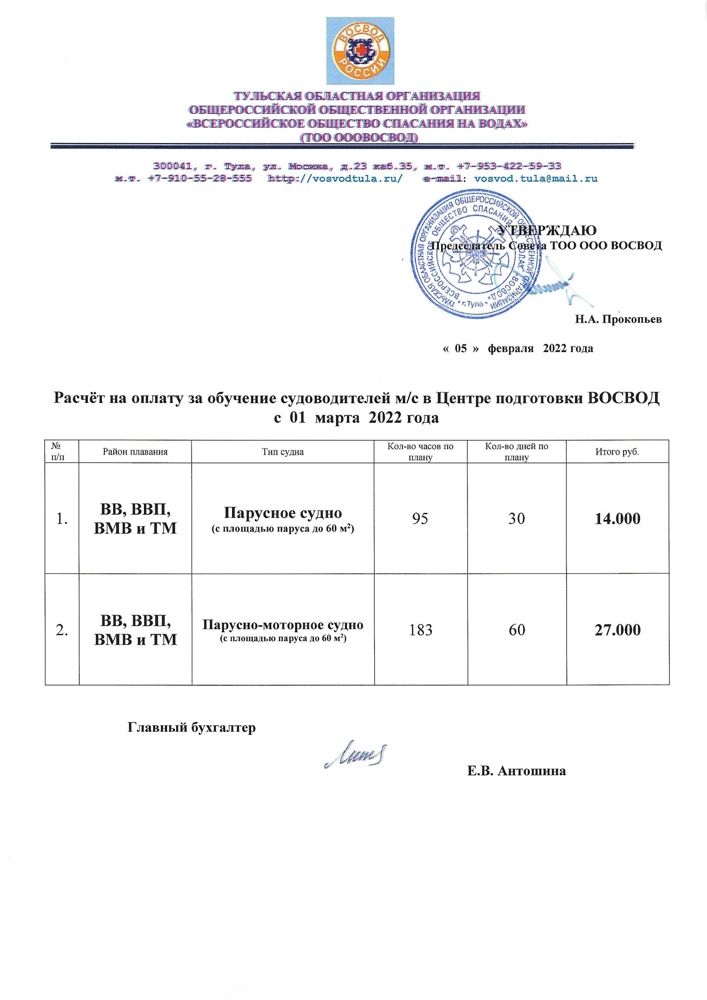 ВОСВОД
РОССИИ
ТУЛЬСКАЯ ОБЛАСТНАЯ ОРГАНИЗАЦИЯ
ОБЩЕРОССИЙСКОЙ ОБЩЕСТВЕННОЙ ОРГАНИЗАЦИИ
«ВСЕРОССИЙСКОЕ ОБЩЕСТВО СПАСАНИЯ НА ВОДАХ»
(ТОО ОООВОСВОД)
300041, г. Тула, ул. Мосина, д.23 каб.35, м.т. +7-953-422-59-33
м.т. +7-910-55-28-555 http://vosvodtula.ru/ e-mail: vosvod.tula@mail.ru
ТУЛЬСКАЯ ОБЛАСТНАЯ ОРГАНИЗАЦИЯ ОБЩЕРОССИЙСКОЙ ОБЩЕСТВЕННОЙ ОРГАНИЗАЦИИ
ВСЕРОССИЙСКОЕ ОБЩЕСТВО СПАСАНИЯ НА ВОДАХ «ВОСВОД»
* г.Тула *
УТВЕРЖДАЮ
Председатель Совета ТОО ООО ВОСВОД
Н.А. Прокопьев
« 05 » февраля 2022 года
Расчёт на оплату за обучение судоводителей м/с в Центре подготовки ВОСВОД
с 01 марта 2022 года
№ п/п Район плавания Тип судна Кол-во часов по плану Кол-во дней по плану Итого руб.
1. ВВ, ВВП, ВМВ и ТМ Парусное судно (с площадью паруса до 60 м²) 95 30 14.000
2. ВВ, ВВП, ВМВ и ТМ Парусно-моторное судно (с площадью паруса до 60 м²) 183 60 27.000
Главный бухгалтер
Е.В. Антошина